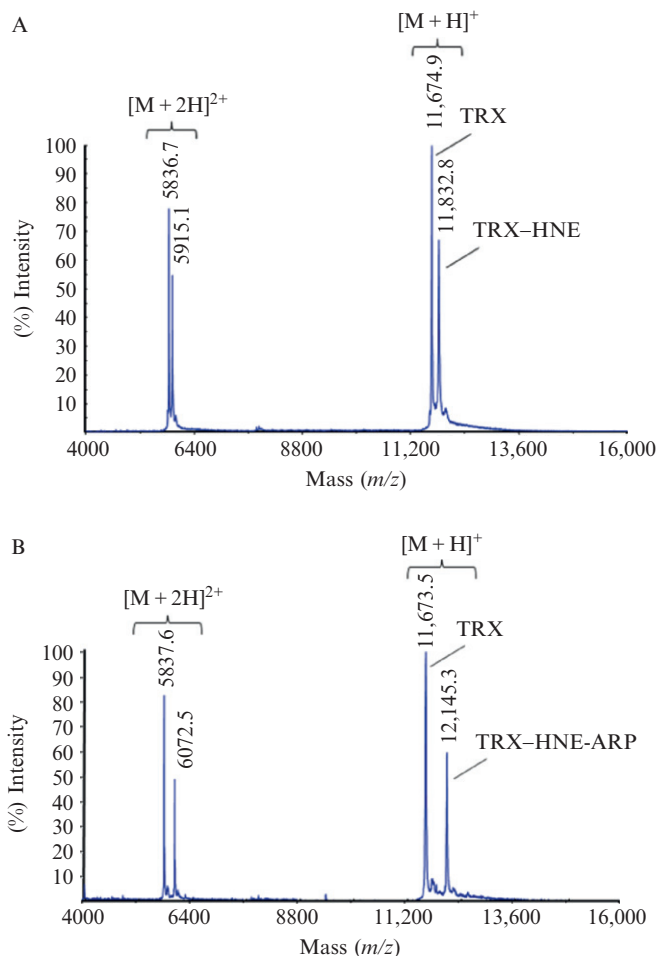 A
[M + H]+
[M + 2H]2+
11,674.9
TRX
5836.7
5915.1
11,832.8
TRX–HNE
100
90
80
70
60
50
40
30
20
10
(%) Intensity
4000 6400 8800 11,200 13,600 16,000
Mass (m/z)
B
[M + H]+
[M + 2H]2+
11,673.5
TRX
5837.6
6072.5
12,145.3
TRX–HNE-ARP
100
90
80
70
60
50
40
30
20
10
(%) Intensity
4000 6400 8800 11,200 13,600 16,000
Mass (m/z)